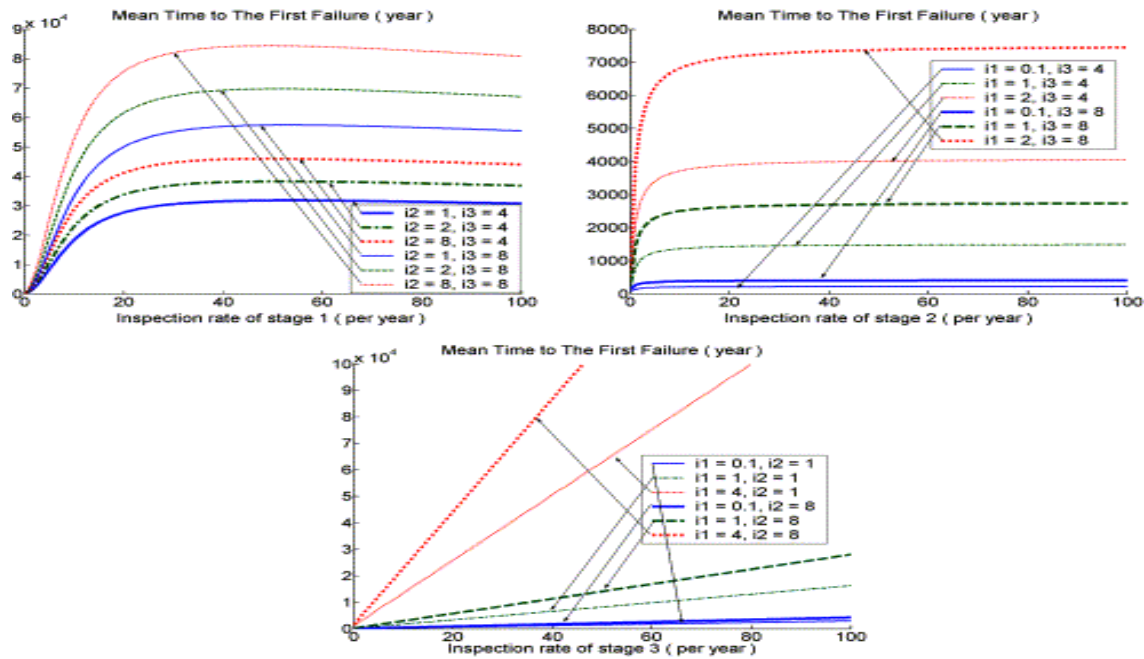 Mean Time to The First Failure ( year )
9 x 10^4
8
7
6
5
4
3
2
1
0
0 20 40 60 80 100
Inspection rate of stage 1 ( per year )
i2 = 1, i3 = 4
i2 = 2, i3 = 4
i2 = 8, i3 = 4
i2 = 1, i3 = 8
i2 = 2, i3 = 8
i2 = 8, i3 = 8
Mean Time to The First Failure ( year )
8000
7000
6000
5000
4000
3000
2000
1000
0
0 20 40 60 80 100
Inspection rate of stage 2 ( per year )
i1 = 0.1, i3 = 4
i1 = 1, i3 = 4
i1 = 2, i3 = 4
i1 = 0.1, i3 = 8
i1 = 1, i3 = 8
i1 = 2, i3 = 8
Mean Time to The First Failure ( year )
10 x 10^4
9
8
7
6
5
4
3
2
1
0
0 20 40 60 80 100
Inspection rate of stage 3 ( per year )
i1 = 0.1, i2 = 1
i1 = 1, i2 = 1
i1 = 4, i2 = 1
i1 = 0.1, i2 = 8
i1 = 1, i2 = 8
i1 = 4, i2 = 8